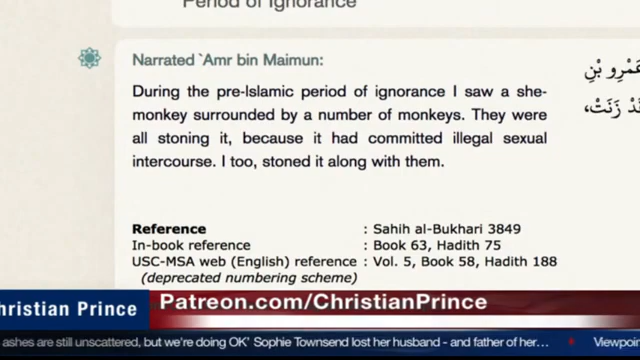 Period of Ignorance
Narrated `Amr bin Maimun:
عَمْرِو بْنِ
During the pre-Islamic period of ignorance I saw a she-
monkey surrounded by a number of monkeys. They were
قَدْ زَنَتْ،
all stoning it, because it had committed illegal sexual
intercourse. I too, stoned it along with them.
Reference : Sahih al-Bukhari 3849
In-book reference : Book 63, Hadith 75
USC-MSA web (English) reference : Vol. 5, Book 58, Hadith 188
(deprecated numbering scheme)
Christian Prince
Patreon.com/ChristianPrince
ashes are still unscattered, but we're doing OK' Sophie Townsend lost her husband - and father of her… Viewpoi